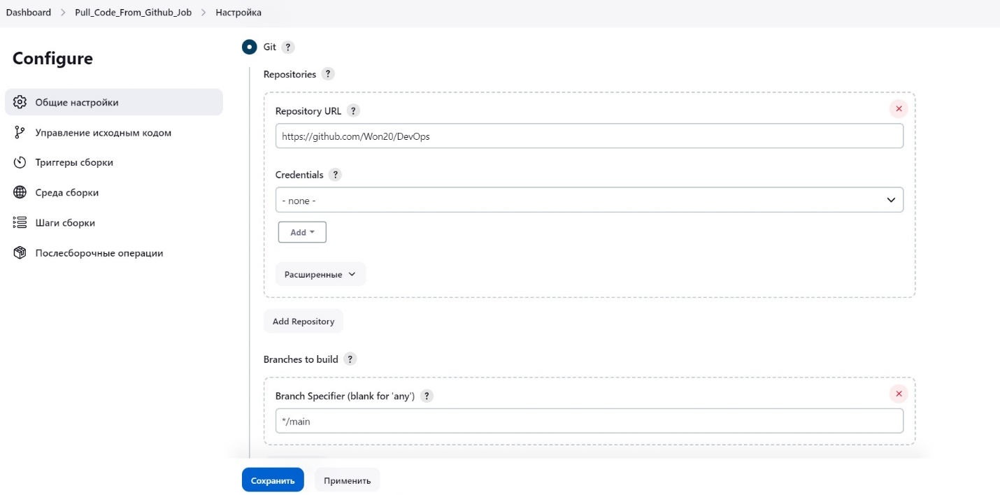 Dashboard > Pull_Code_From_Github_Job > Настройка
Configure
Общие настройки
Управление исходным кодом
Триггеры сборки
Среда сборки
Шаги сборки
Послесборочные операции
Git ?
Repositories ?
Repository URL ?
https://github.com/Won20/DevOps
Credentials ?
- none -
Add
Расширенные
Add Repository
Branches to build ?
Branch Specifier (blank for 'any') ?
*/main
Сохранить Применить